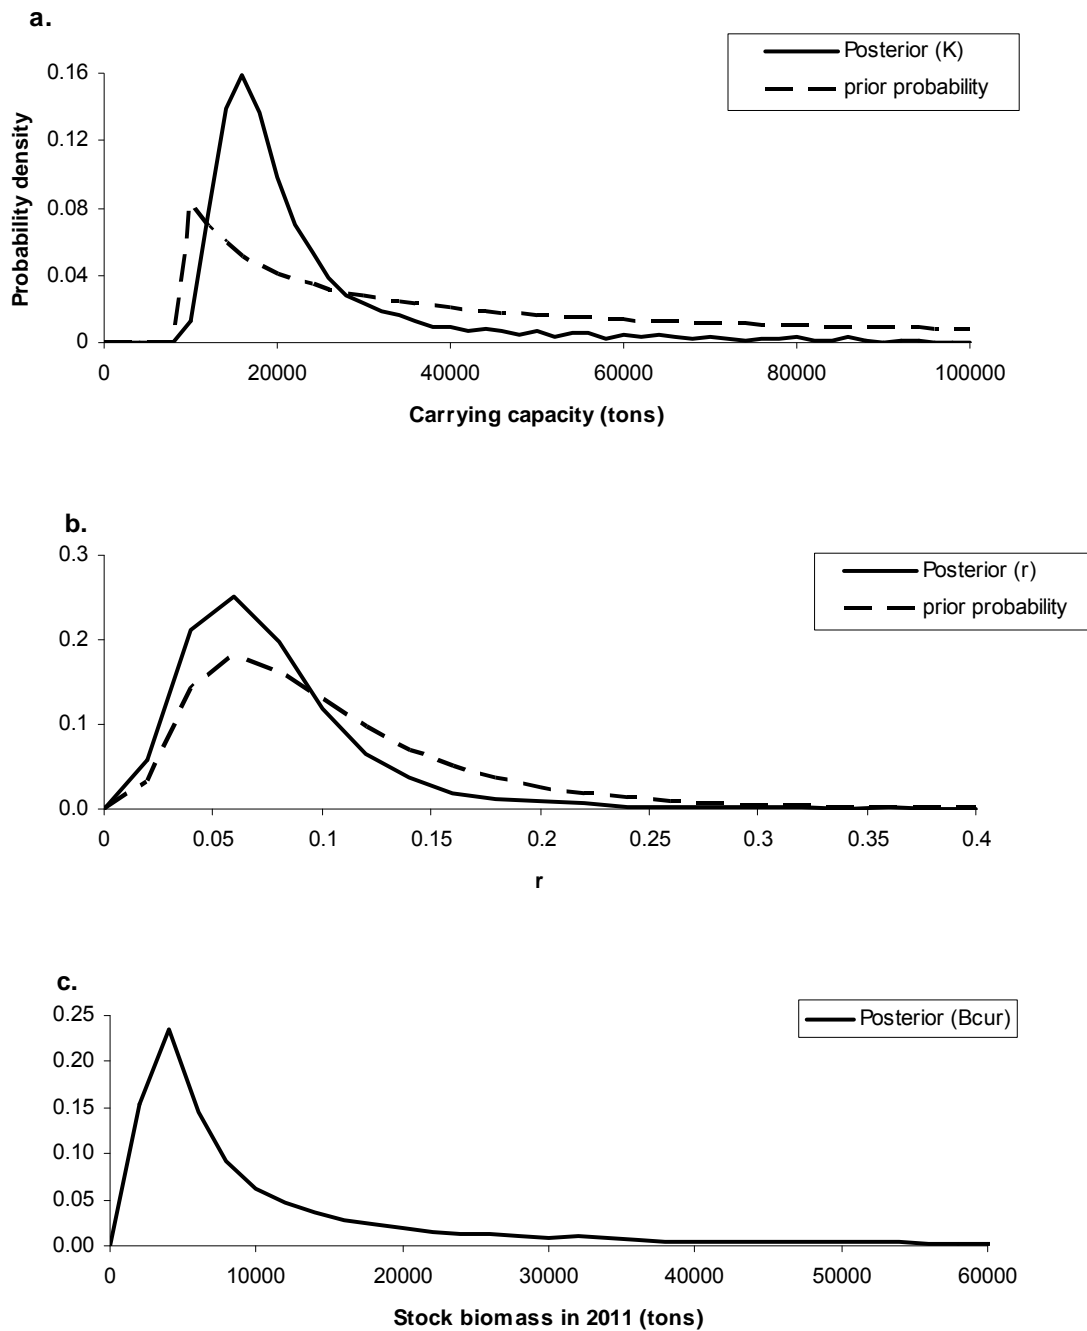 a.
Posterior (K)
prior probability
0.16
0.12
0.08
0.04
0
Probability density
0 20000 40000 60000 80000 100000
Carrying capacity (tons)
b.
Posterior (r)
prior probability
0.3
0.2
0.1
0.0
0 0.05 0.1 0.15 0.2 0.25 0.3 0.35 0.4
r
c.
Posterior (Bcur)
0.25
0.20
0.15
0.10
0.05
0.00
0 10000 20000 30000 40000 50000 60000
Stock biomass in 2011 (tons)